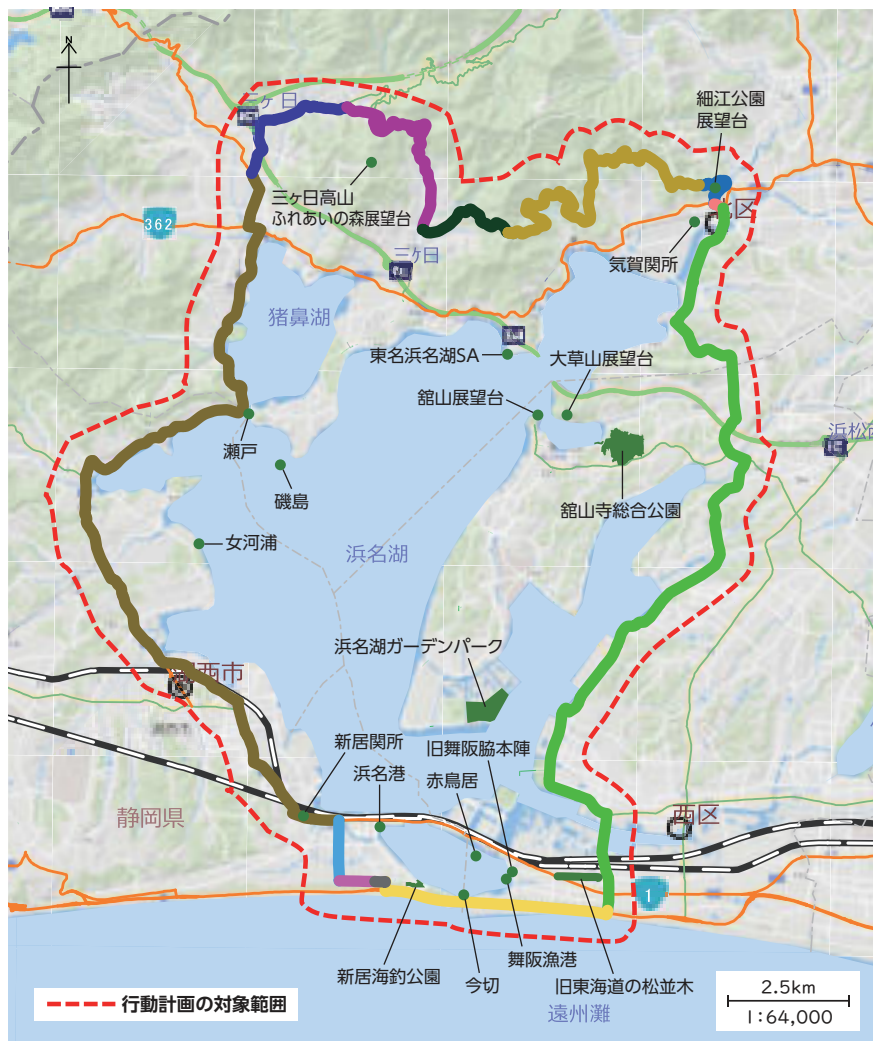 N
三ヶ日
細江公園
展望台
三ヶ日高山
ふれあいの森展望台
362
北区
三ヶ日
気賀関所
猪鼻湖
東名浜名湖SA
大草山展望台
舘山展望台
浜松西
瀬戸
磯島
舘山寺総合公園
女河浦
浜名湖
浜名湖ガーデンパーク
湖西市
新居関所
旧舞阪脇本陣
浜名港
赤鳥居
静岡県
西区
1
新居海釣公園
今切
舞阪漁港
旧東海道の松並木
遠州灘
行動計画の対象範囲
2.5km
1:64,000